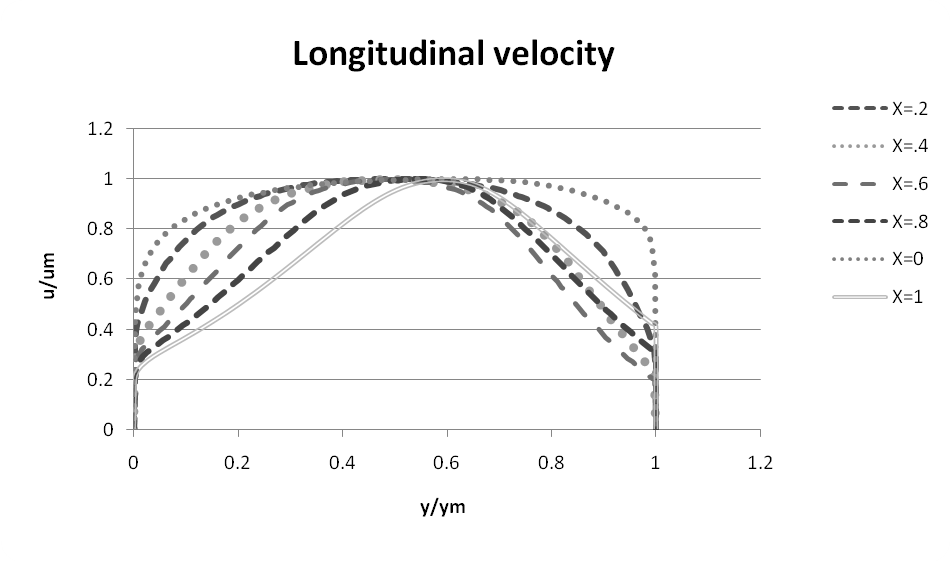 Longitudinal velocity
1.2
1
0.8
0.6
0.4
0.2
0
u/um
0 0.2 0.4 0.6 0.8 1 1.2
y/ym
X=.2
X=.4
X=.6
X=.8
X=0
X=1